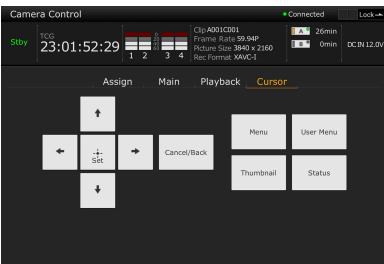 Camera Control
Connected
Lock
Stby
TCG
23:01:52:29
1 2 3 4
Clip A001C001
Frame Rate 59.94P
Picture Size 3840 x 2160
Rec Format XAVC-I
A 26min
B 0min
DC IN 12.0V
Assign Main Playback Cursor
Set
Cancel/Back
Menu
User Menu
Thumbnail
Status